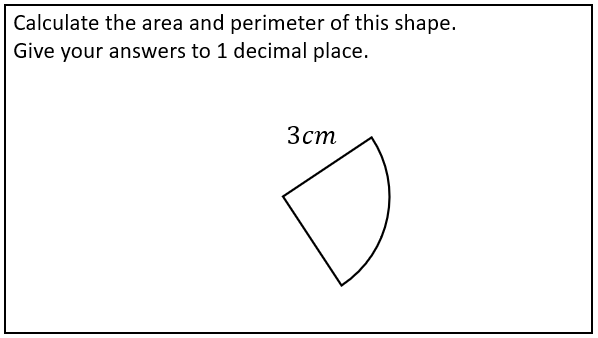 Calculate the area and perimeter of this shape.
Give your answers to 1 decimal place.
3cm